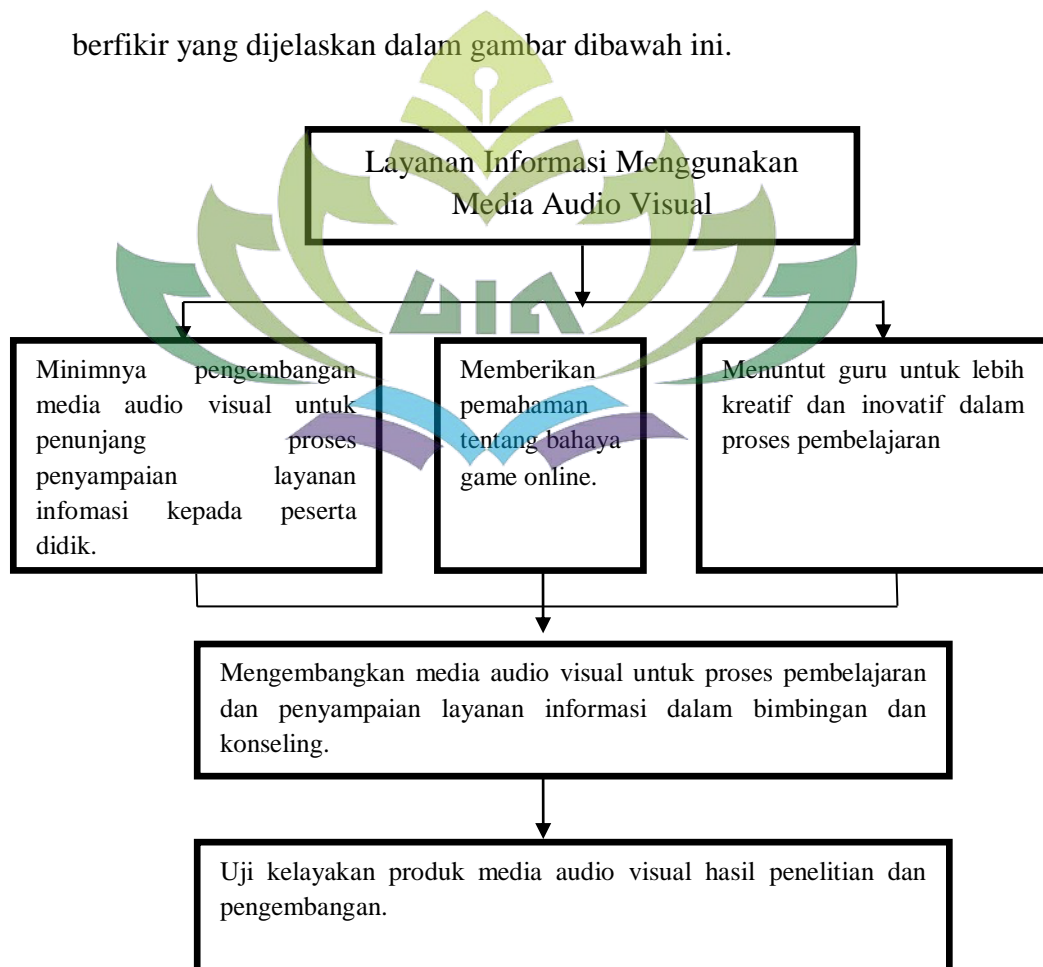 berfikir yang dijelaskan dalam gambar dibawah ini.
Layanan Informasi Menggunakan
Media Audio Visual
UIN
Minimnya pengembangan
media audio visual untuk
penunjang proses
penyampaian layanan
infomasi kepada peserta
didik.
Memberikan
pemahaman
tentang bahaya
game online.
Menuntut guru untuk lebih
kreatif dan inovatif dalam
proses pembelajaran
Mengembangkan media audio visual untuk proses pembelajaran
dan penyampaian layanan informasi dalam bimbingan dan
konseling.
Uji kelayakan produk media audio visual hasil penelitian dan
pengembangan.